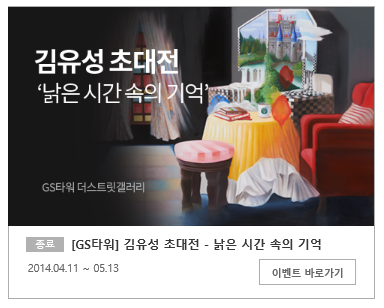 김유성 초대전
‘낡은 시간 속의 기억’
GS타워 더스트릿갤러리
종료 [GS타워] 김유성 초대전 - 낡은 시간 속의 기억
2014.04.11 ~ 05.13
이벤트 바로가기